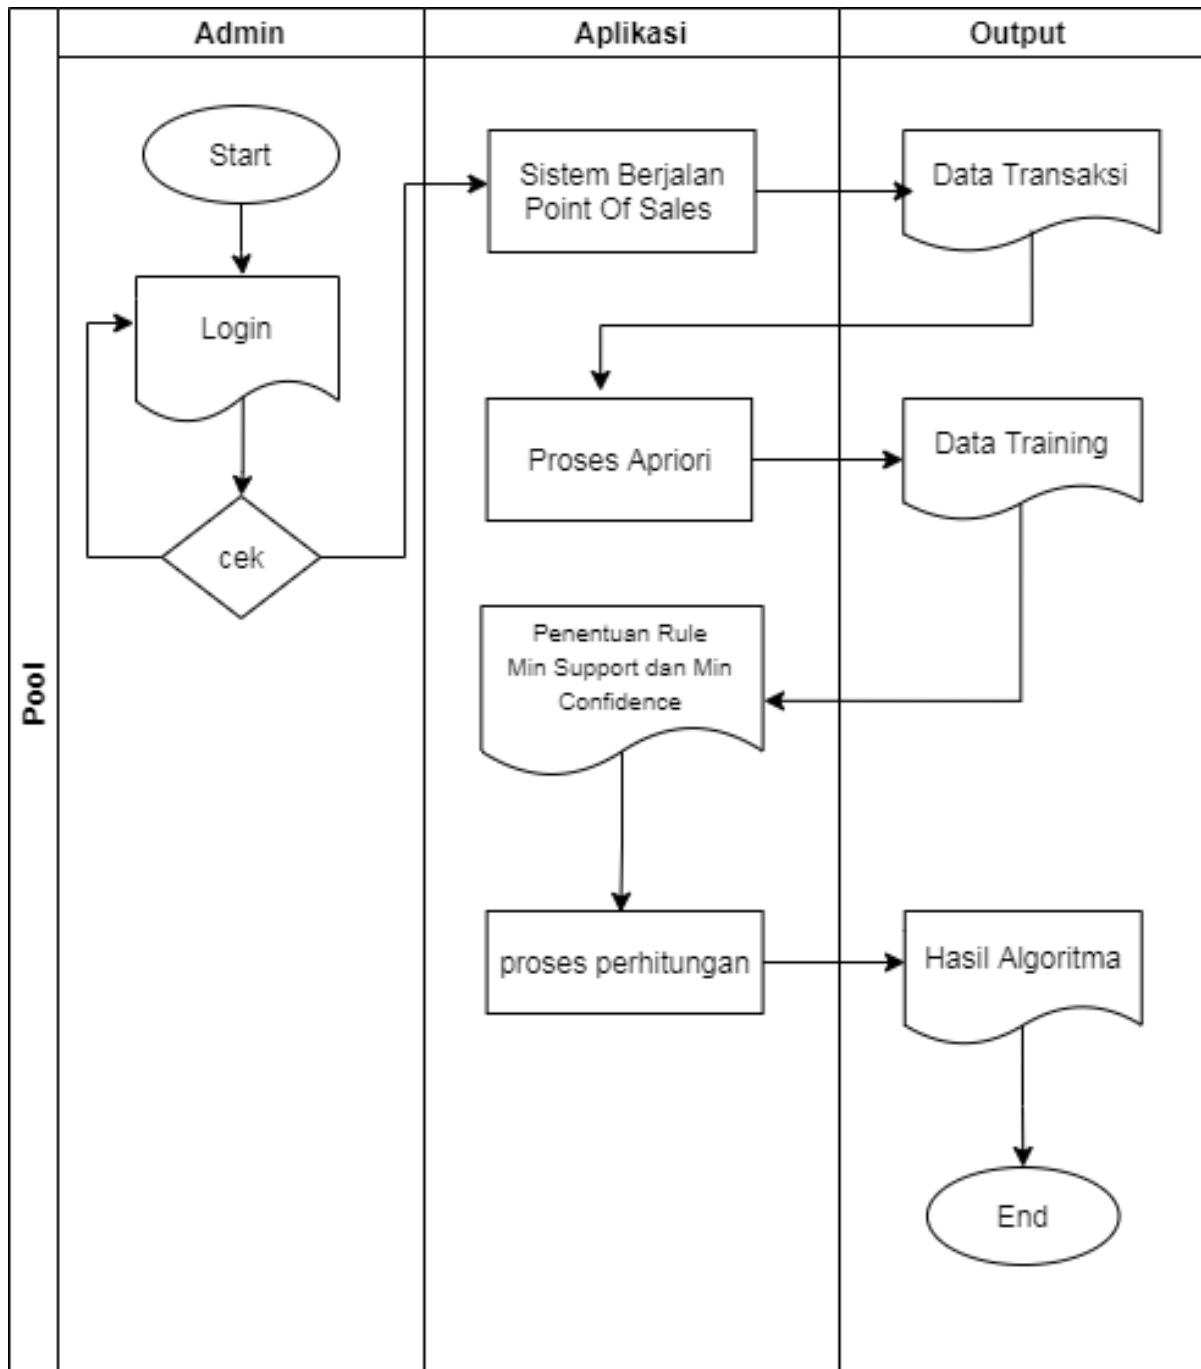 Admin
Aplikasi
Output
Pool
Start
Login
cek
Sistem Berjalan
Point Of Sales
Data Transaksi
Proses Apriori
Data Training
Penentuan Rule
Min Support dan Min
Confidence
proses perhitungan
Hasil Algoritma
End